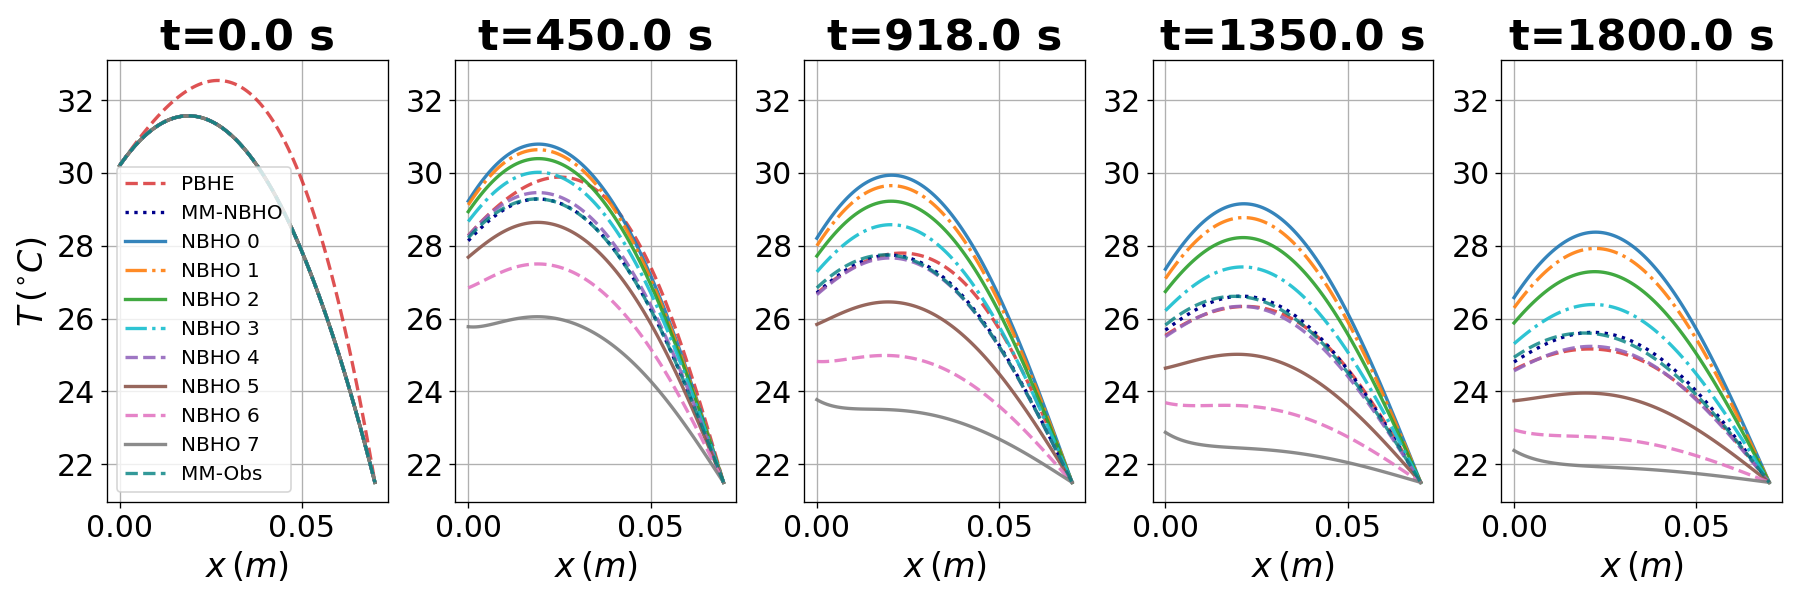 t=0.0 s
t=450.0 s
t=918.0 s
t=1350.0 s
t=1800.0 s
T (°C)
32
30
28
26
24
22
PBHE
MM-NBHO
NBHO 0
NBHO 1
NBHO 2
NBHO 3
NBHO 4
NBHO 5
NBHO 6
NBHO 7
MM-Obs
0.00 0.05
x (m)
32
30
28
26
24
22
0.00 0.05
x (m)
32
30
28
26
24
22
0.00 0.05
x (m)
32
30
28
26
24
22
0.00 0.05
x (m)
32
30
28
26
24
22
0.00 0.05
x (m)